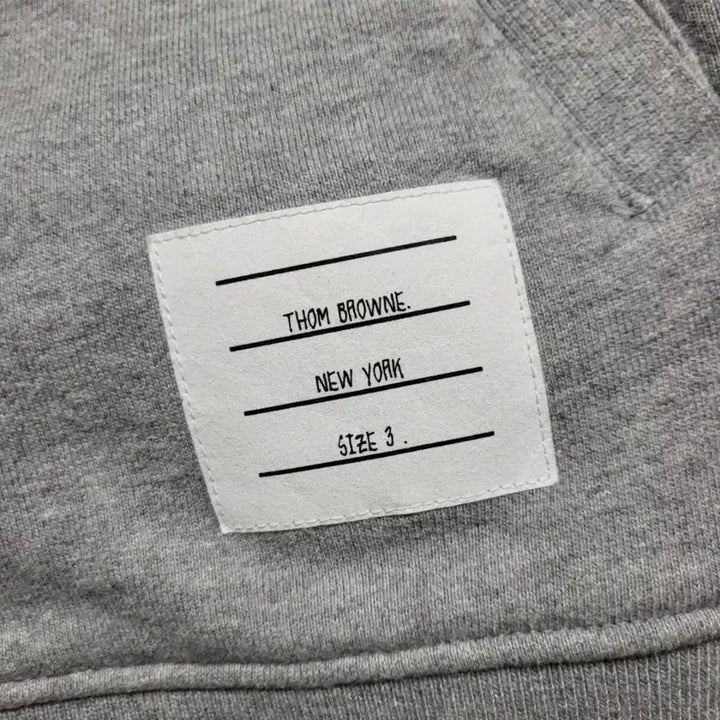 THOM BROWNE.
NEW YORK
SIZE 3 .